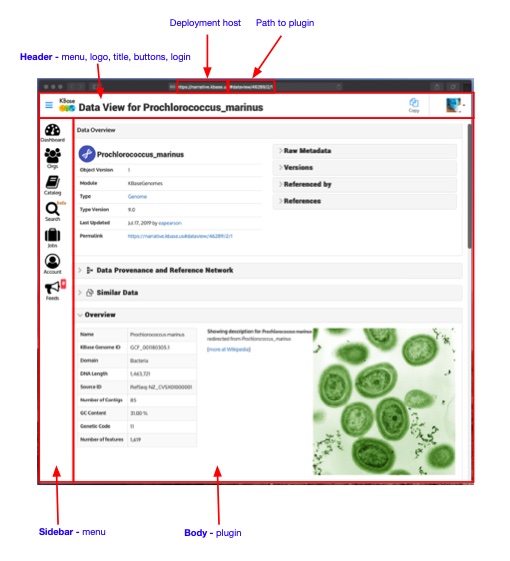 Deployment host Path to plugin
Header - menu, logo, title, buttons, login
https://narrative.kbase.us/#dataview/46289/2/1
KBase
Data View for Prochlorococcus_marinus
Copy
Dashboard
Orgs
Catalog
Search
beta
Jobs
Account
Feeds
Data Overview
Prochlorococcus_marinus
Object Version 1
Module KBaseGenomes
Type Genome
Type Version 9.0
Last Updated Jul 17, 2019 by eapearson
Permalink https://narrative.kbase.us/#dataview/46289/2/1
Raw Metadata
Versions
Referenced by
References
Data Provenance and Reference Network
Similar Data
Overview
Name Prochlorococcus marinus
KBase Genome ID GCF_001180305.1
Domain Bacteria
DNA Length 1,463,721
Source ID RefSeq NZ_CVSX01000001
Number of Contigs 65
GC Content 31.00 %
Genetic Code 11
Number of features 1,619
Showing description for Prochlorococcus marinus
redirected from Prochlorococcus_marinus
[more at Wikipedia]
Sidebar - menu
Body - plugin